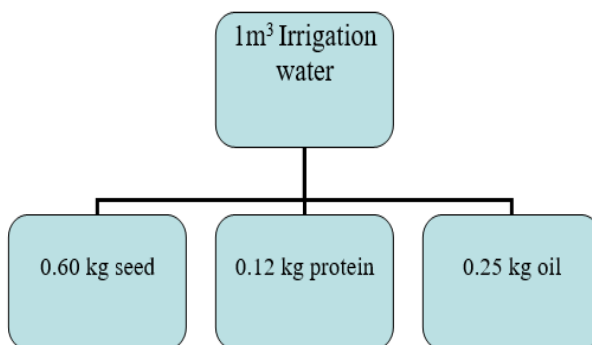 1m³ Irrigation
water
0.60 kg seed
0.12 kg protein
0.25 kg oil